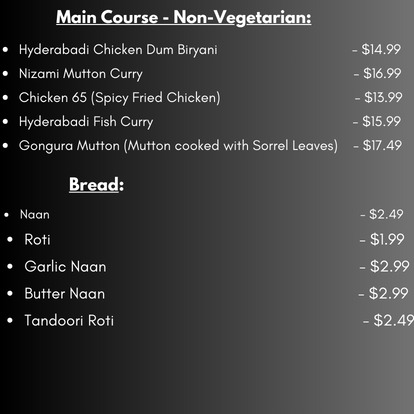 Main Course - Non-Vegetarian:
• Hyderabadi Chicken Dum Biryani - $14.99
• Nizami Mutton Curry - $16.99
• Chicken 65 (Spicy Fried Chicken) - $13.99
• Hyderabadi Fish Curry - $15.99
• Gongura Mutton (Mutton cooked with Sorrel Leaves) - $17.49
Bread:
• Naan - $2.49
• Roti - $1.99
• Garlic Naan - $2.99
• Butter Naan - $2.99
• Tandoori Roti - $2.49